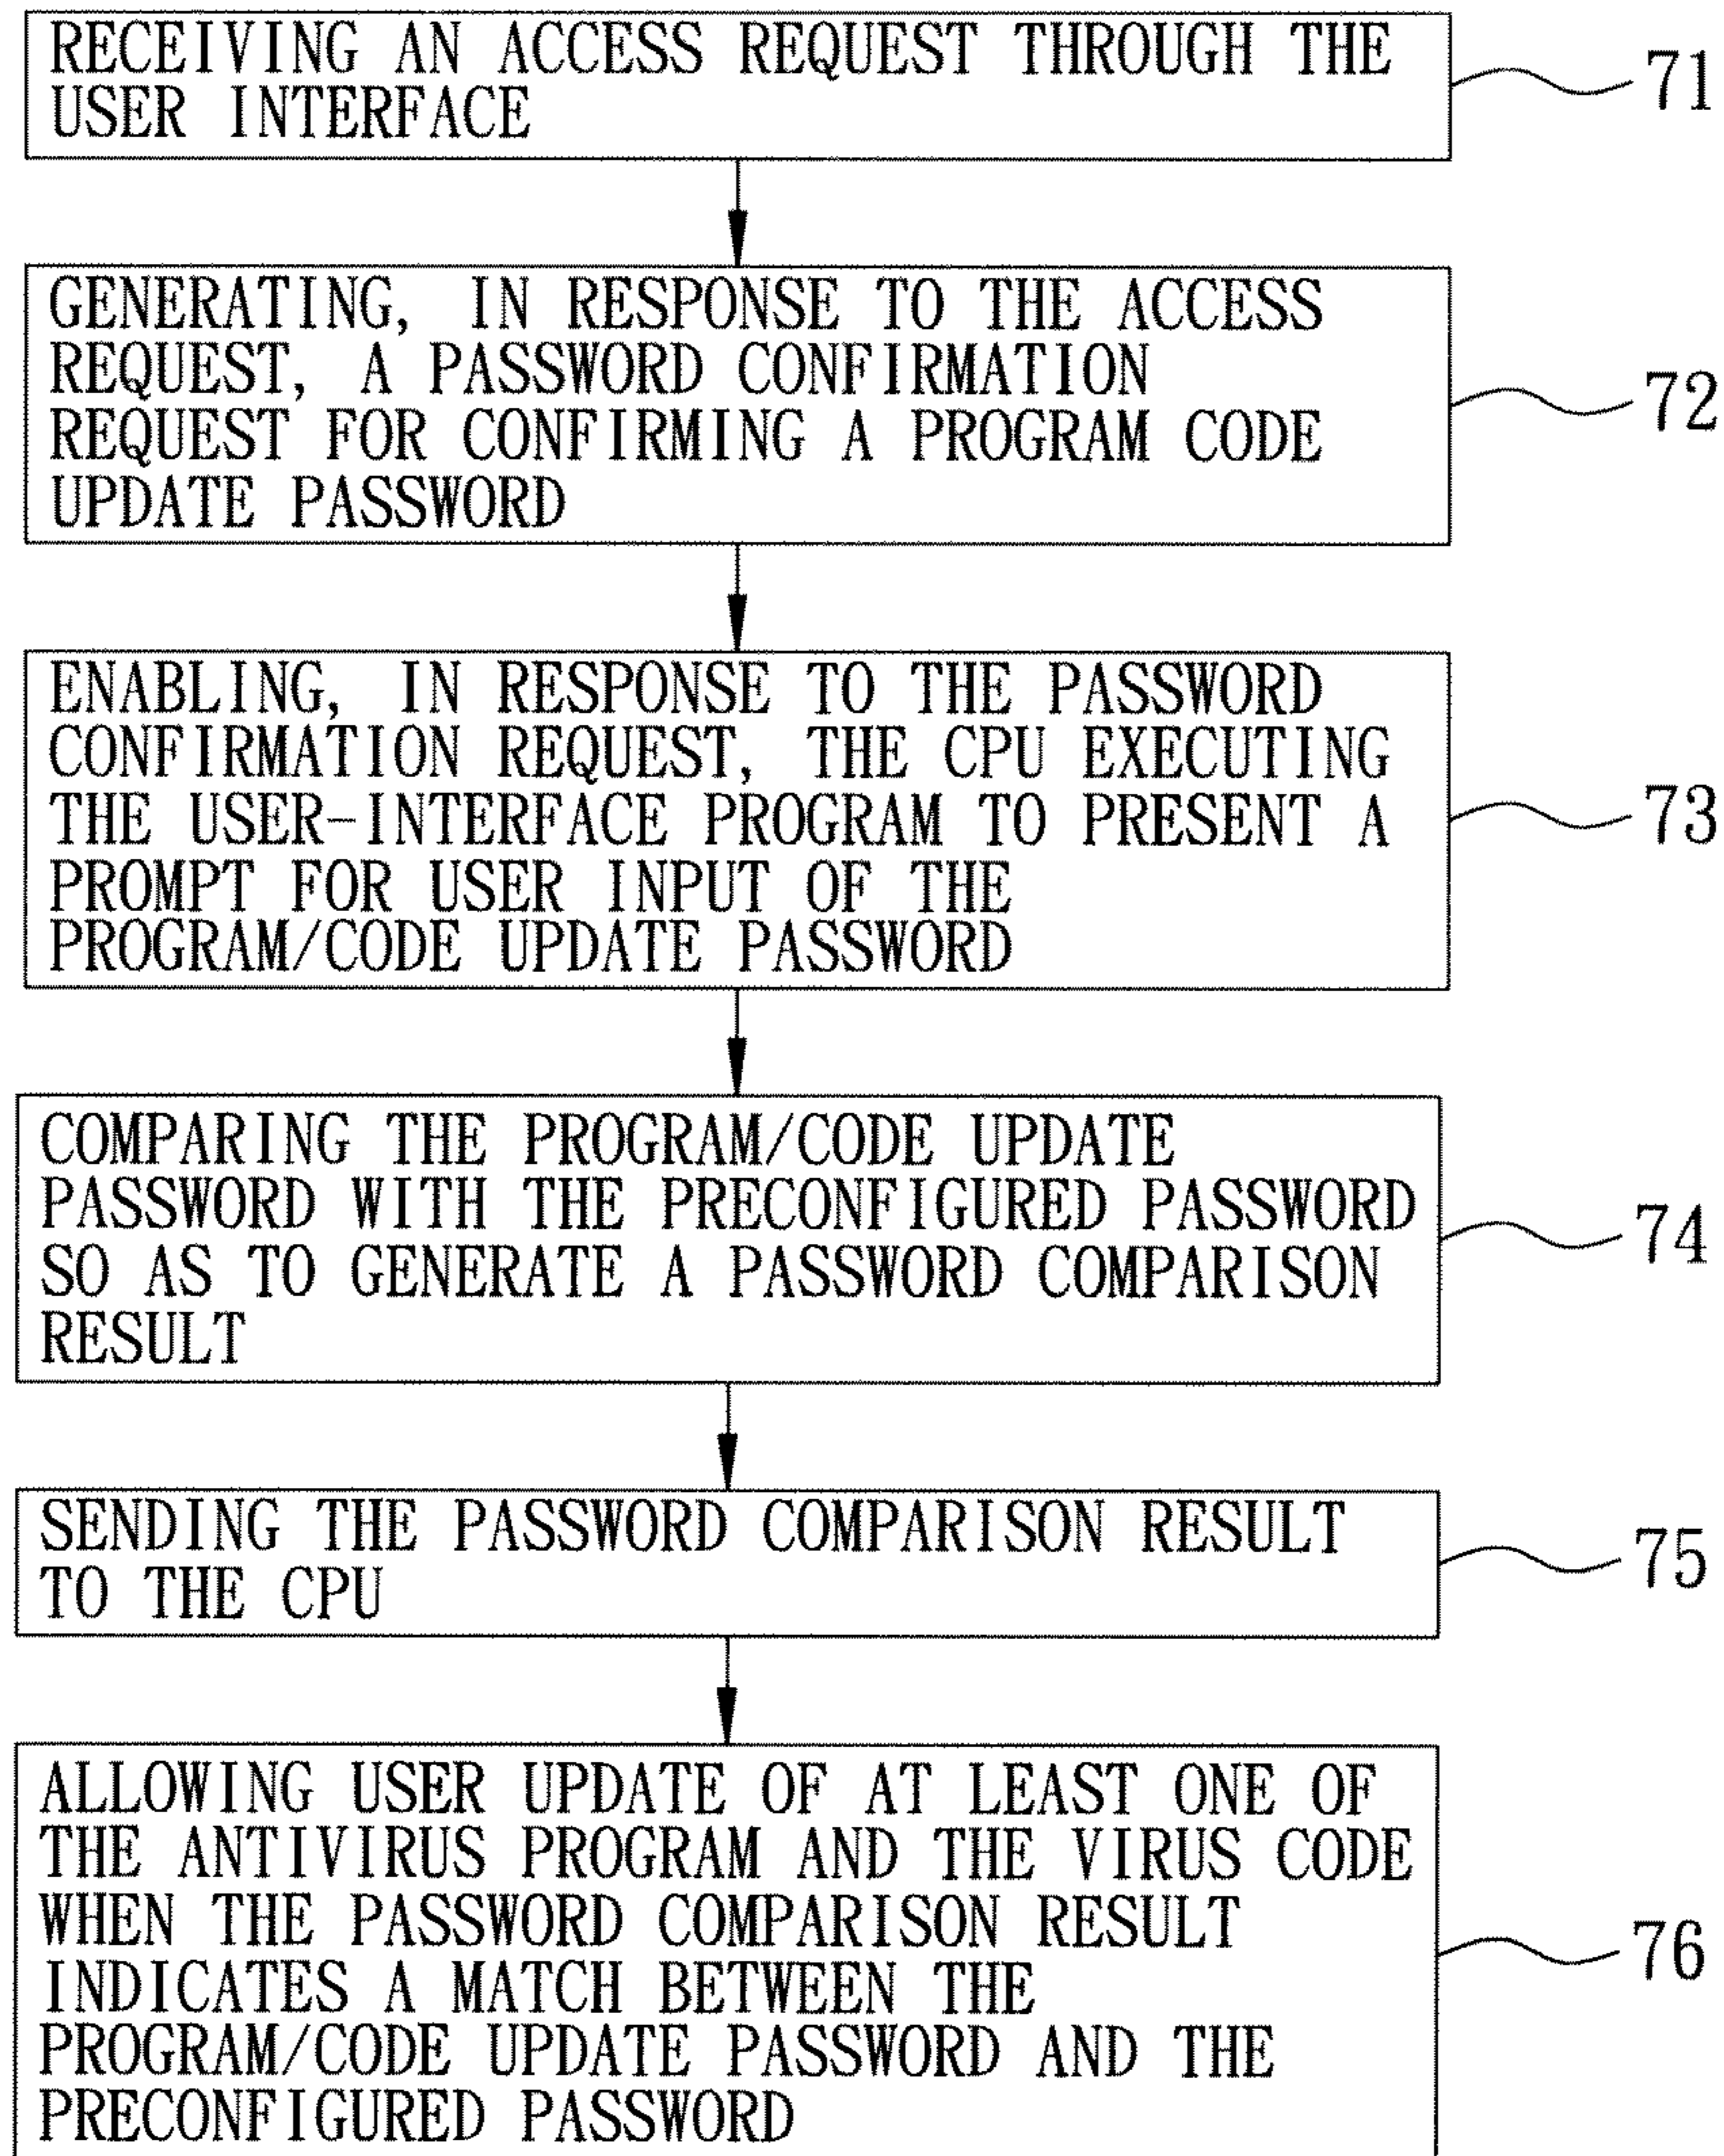 RECEIVING AN ACCESS REQUEST THROUGH THE
USER INTERFACE
71
GENERATING, IN RESPONSE TO THE ACCESS
REQUEST, A PASSWORD CONFIRMATION
REQUEST FOR CONFIRMING A PROGRAM CODE
UPDATE PASSWORD
72
ENABLING, IN RESPONSE TO THE PASSWORD
CONFIRMATION REQUEST, THE CPU EXECUTING
THE USER-INTERFACE PROGRAM TO PRESENT A
PROMPT FOR USER INPUT OF THE
PROGRAM/CODE UPDATE PASSWORD
73
COMPARING THE PROGRAM/CODE UPDATE
PASSWORD WITH THE PRECONFIGURED PASSWORD
SO AS TO GENERATE A PASSWORD COMPARISON
RESULT
74
SENDING THE PASSWORD COMPARISON RESULT
TO THE CPU
75
ALLOWING USER UPDATE OF AT LEAST ONE OF
THE ANTIVIRUS PROGRAM AND THE VIRUS CODE
WHEN THE PASSWORD COMPARISON RESULT
INDICATES A MATCH BETWEEN THE
PROGRAM/CODE UPDATE PASSWORD AND THE
PRECONFIGURED PASSWORD
76